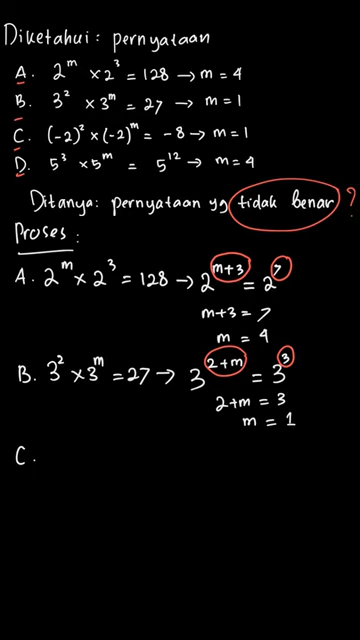 Diketahui : pernyataan
A. 2^m × 2^3 = 128 → m = 4
B. 3^2 × 3^m = 27 → m = 1
C. (-2)^2 × (-2)^m = -8 → m = 1
D. 5^3 × 5^m = 5^12 → m = 4
Ditanya: pernyataan yg tidak benar ?
Proses :
A. 2^m × 2^3 = 128 → 2^(m+3) = 2^7
m+3 = 7
m = 4
B. 3^2 × 3^m = 27 → 3^(2+m) = 3^3
2+m = 3
m = 1
C.